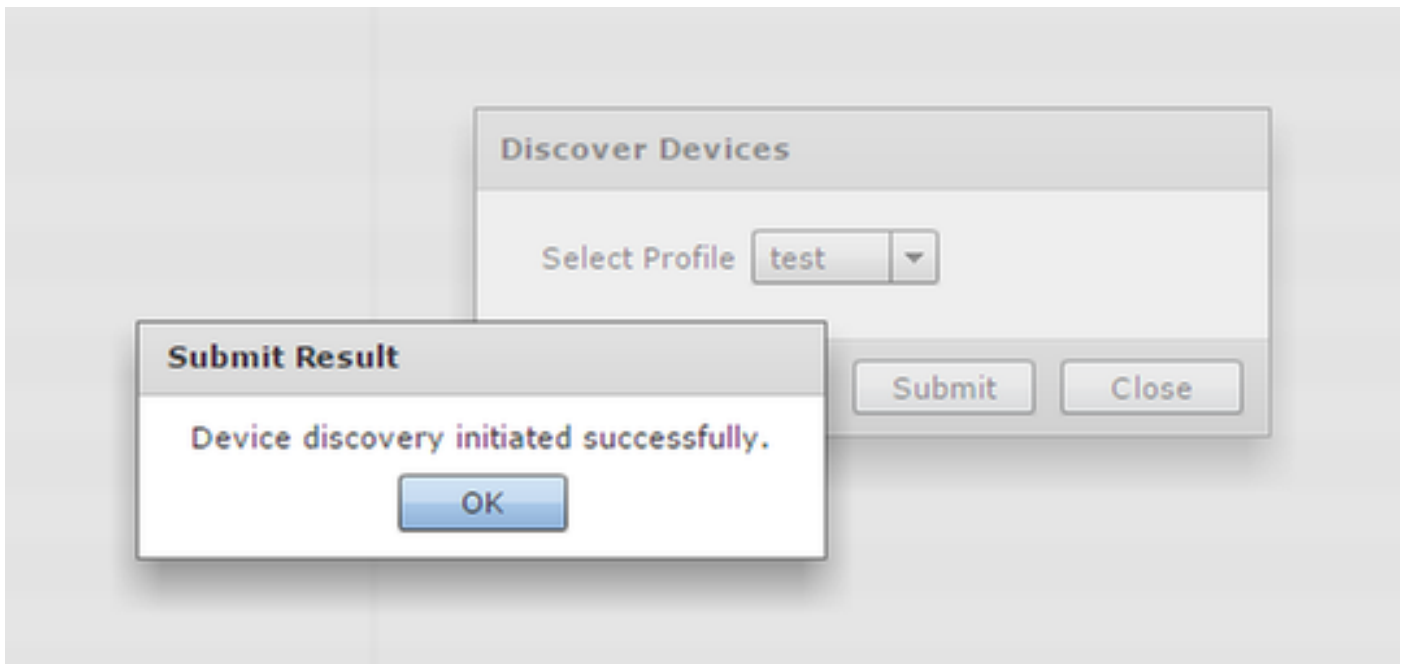 Discover Devices
Select Profile test
Submit Close
Submit Result
Device discovery initiated successfully.
OK